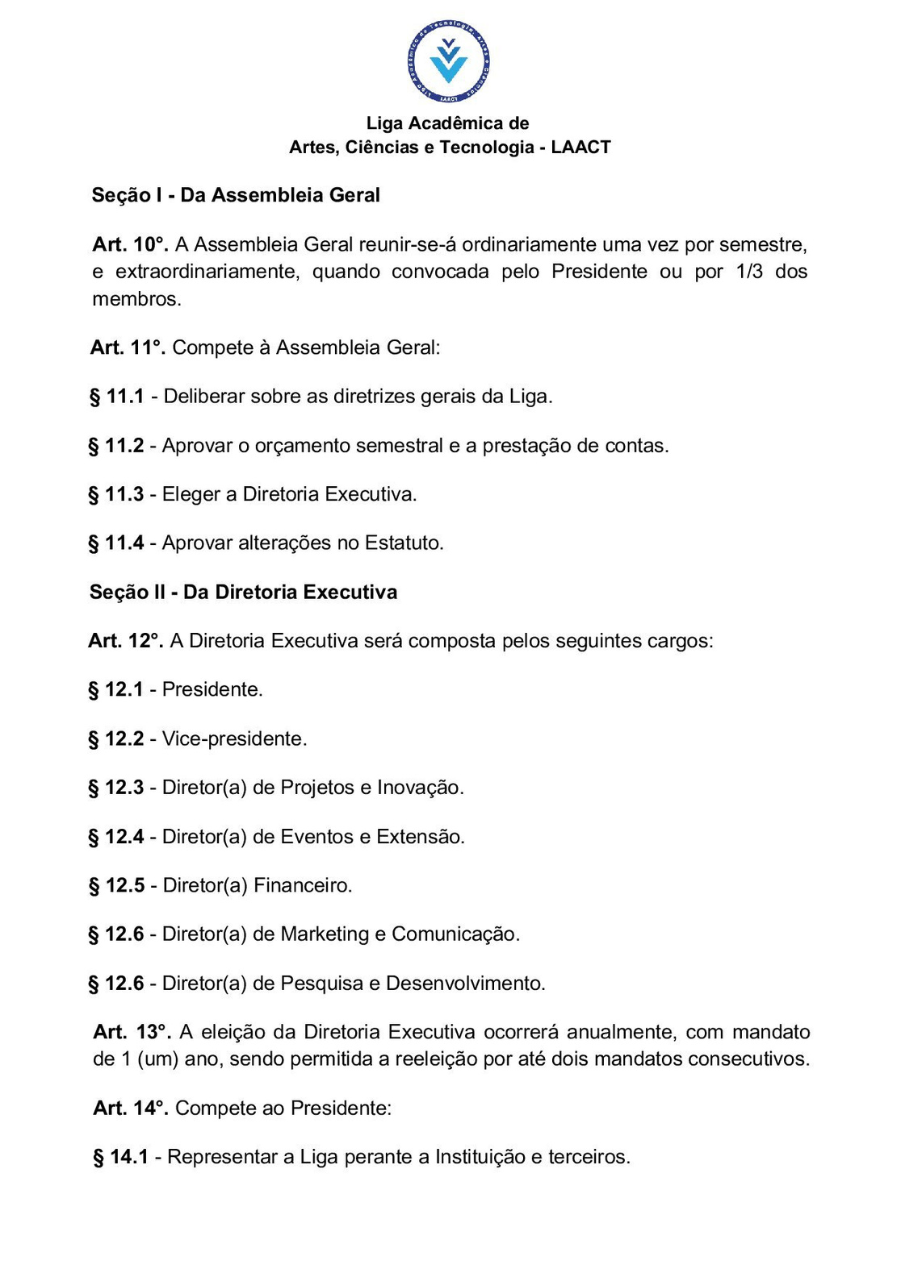 Liga Acadêmico de Tecnologia, Artes e Ciências
LAACT
Liga Acadêmica de
Artes, Ciências e Tecnologia - LAACT
Seção I - Da Assembleia Geral
Art. 10°. A Assembleia Geral reunir-se-á ordinariamente uma vez por semestre,
e extraordinariamente, quando convocada pelo Presidente ou por 1/3 dos
membros.
Art. 11°. Compete à Assembleia Geral:
§ 11.1 - Deliberar sobre as diretrizes gerais da Liga.
§ 11.2 - Aprovar o orçamento semestral e a prestação de contas.
§ 11.3 - Eleger a Diretoria Executiva.
§ 11.4 - Aprovar alterações no Estatuto.
Seção II - Da Diretoria Executiva
Art. 12°. A Diretoria Executiva será composta pelos seguintes cargos:
§ 12.1 - Presidente.
§ 12.2 - Vice-presidente.
§ 12.3 - Diretor(a) de Projetos e Inovação.
§ 12.4 - Diretor(a) de Eventos e Extensão.
§ 12.5 - Diretor(a) Financeiro.
§ 12.6 - Diretor(a) de Marketing e Comunicação.
§ 12.6 - Diretor(a) de Pesquisa e Desenvolvimento.
Art. 13°. A eleição da Diretoria Executiva ocorrerá anualmente, com mandato
de 1 (um) ano, sendo permitida a reeleição por até dois mandatos consecutivos.
Art. 14°. Compete ao Presidente:
§ 14.1 - Representar a Liga perante a Instituição e terceiros.